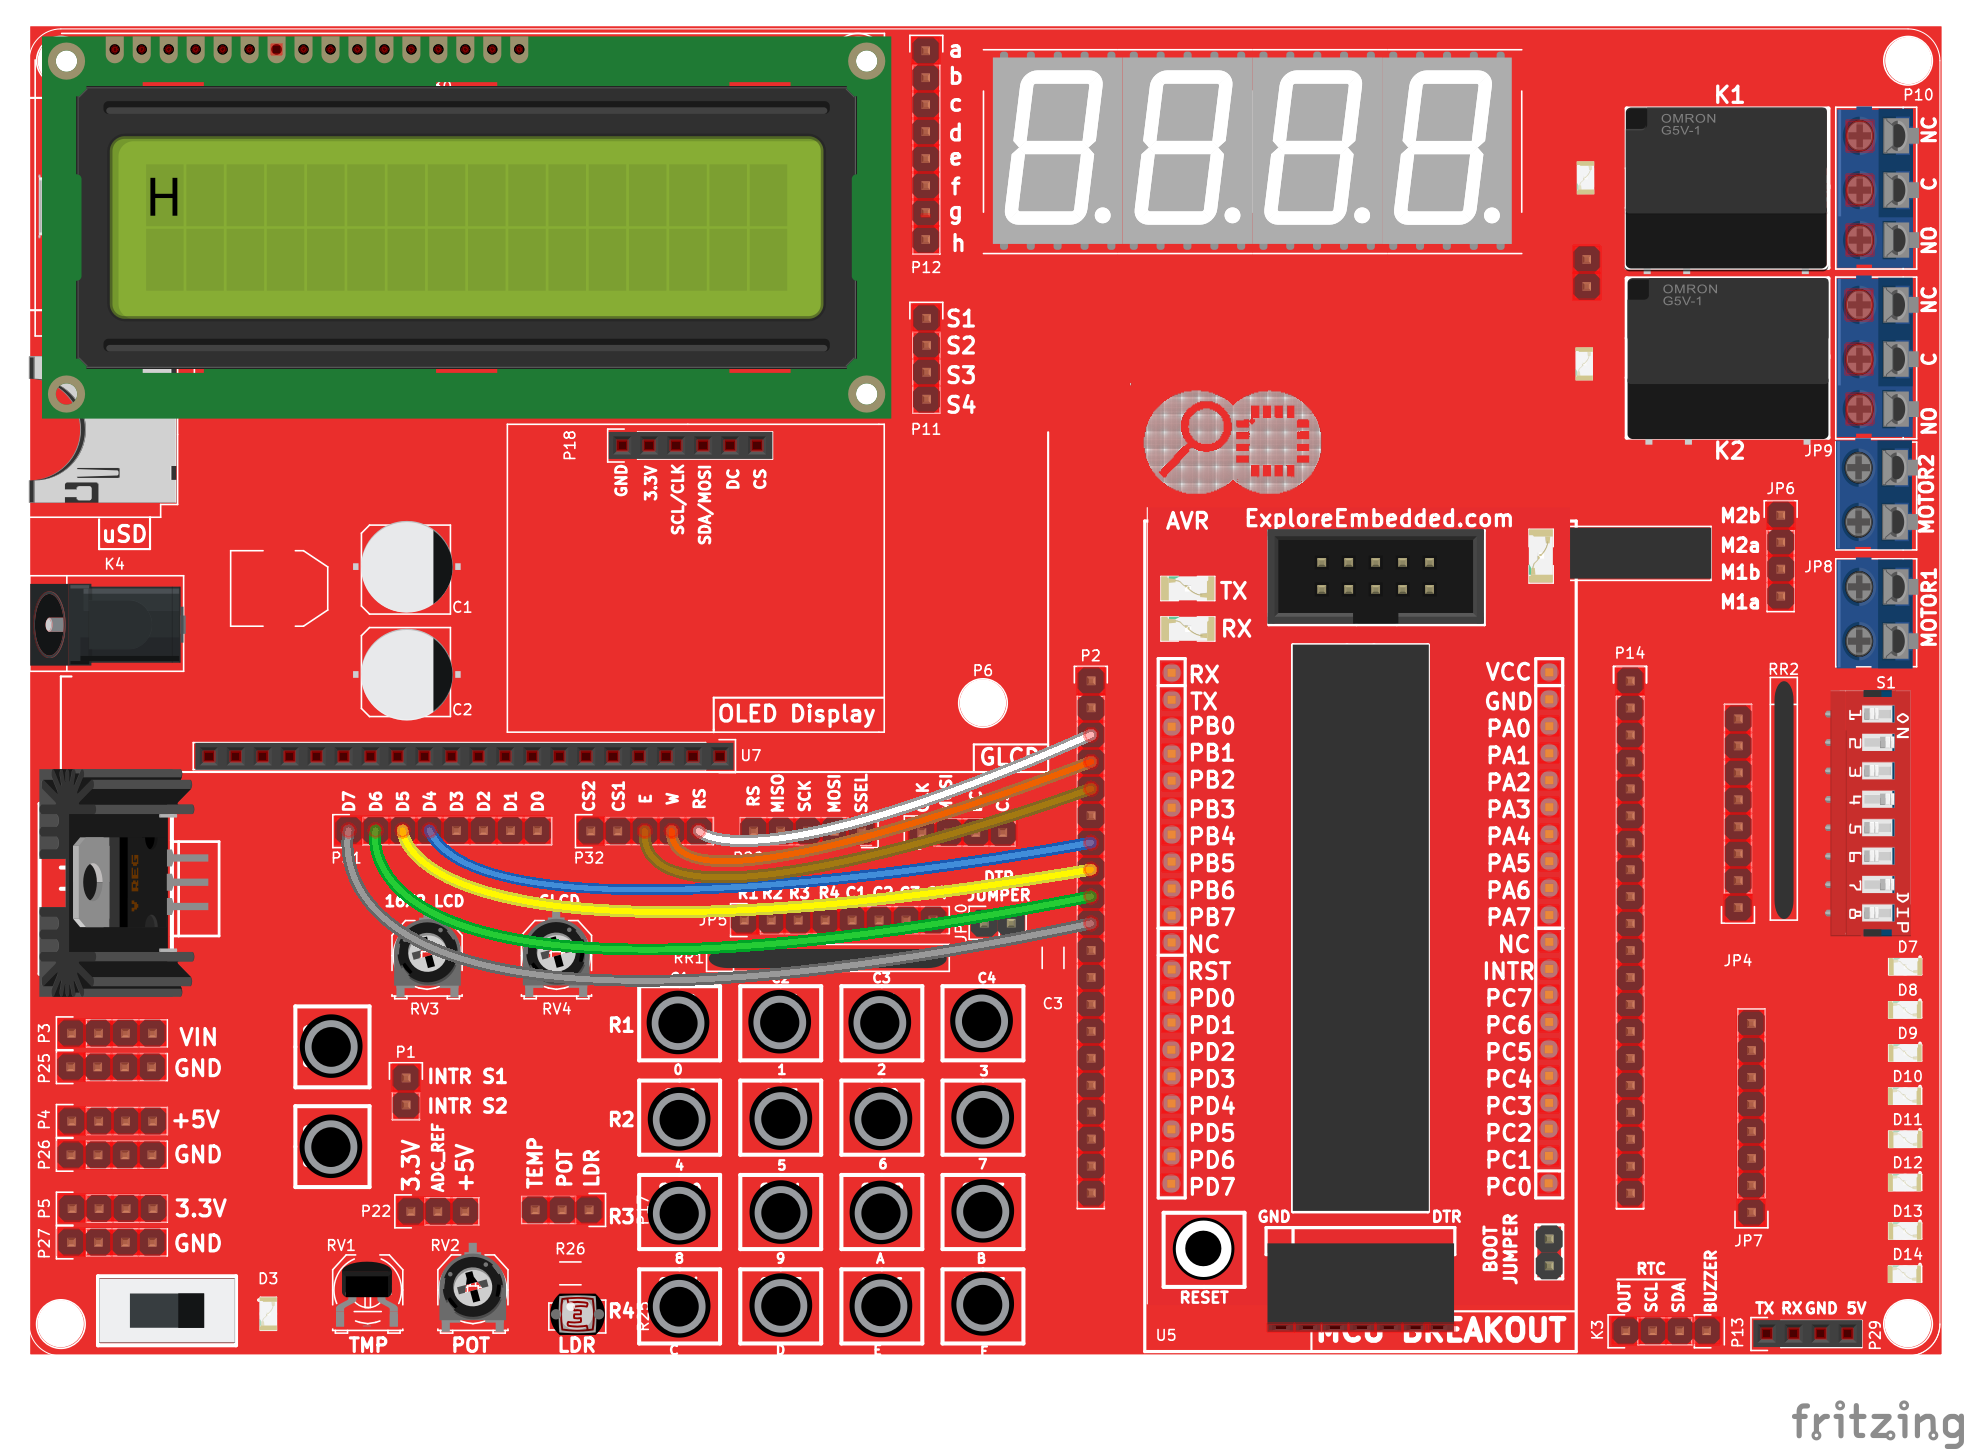 H
a
b
c
d
e
f
g
h
P12
S1
S2
S3
S4
P11
K1
OMRON
G5V-1
OMRON
G5V-1
K2
P10
NC
C
NO
NC
C
NO
JP9
MOTOR2
JP8
MOTOR1
JP6
M2b
M2a
M1b
M1a
P18
GND
3.3V
SCL/CLK
SDA/MOSI
DC
CS
uSD
K4
C1
C2
OLED Display
P6
U7
GLCD
AVR
ExploreEmbedded.com
TX
RX
P2
RX
TX
PB0
PB1
PB2
PB3
PB4
PB5
PB6
PB7
NC
RST
PD0
PD1
PD2
PD3
PD4
PD5
PD6
PD7
VCC
GND
PA0
PA1
PA2
PA3
PA4
PA5
PA6
PA7
NC
INTR
PC7
PC6
PC5
PC4
PC3
PC2
PC1
PC0
P14
RR2
S1
ON
1
2
3
4
5
6
7
8
DIP
JP4
D7
D8
D9
D10
D11
D12
D13
D14
D7 D6 D5 D4 D3 D2 D1 D0
CS2 CS1 E W RS
RS MISO SCK MOSI SSEL
P32
V REG
R1 R2 R3 R4 C1 C2
DTR
JUMPER
JP5
RR1
RV3
RV4
C3
C3 C4
R1
0 1 2 3
R2
4 5 6 7
R3
8 9 A B
R4
P3
VIN
P25
GND
P4
+5V
P26
GND
P5
3.3V
P27
GND
P1
INTR S1
INTR S2
3.3V
ADC_REF
+5V
P22
TEMP
POT
LDR
D3
RV1
TMP
RV2
POT
R26
LDR
RESET
GND
DTR
BOOT
JUMPER
U5
MCU BREAKOUT
JP7
RTC
OUT
SCL
SDA
BUZZER
K3
P13
TX RX GND 5V
P29
fritzing